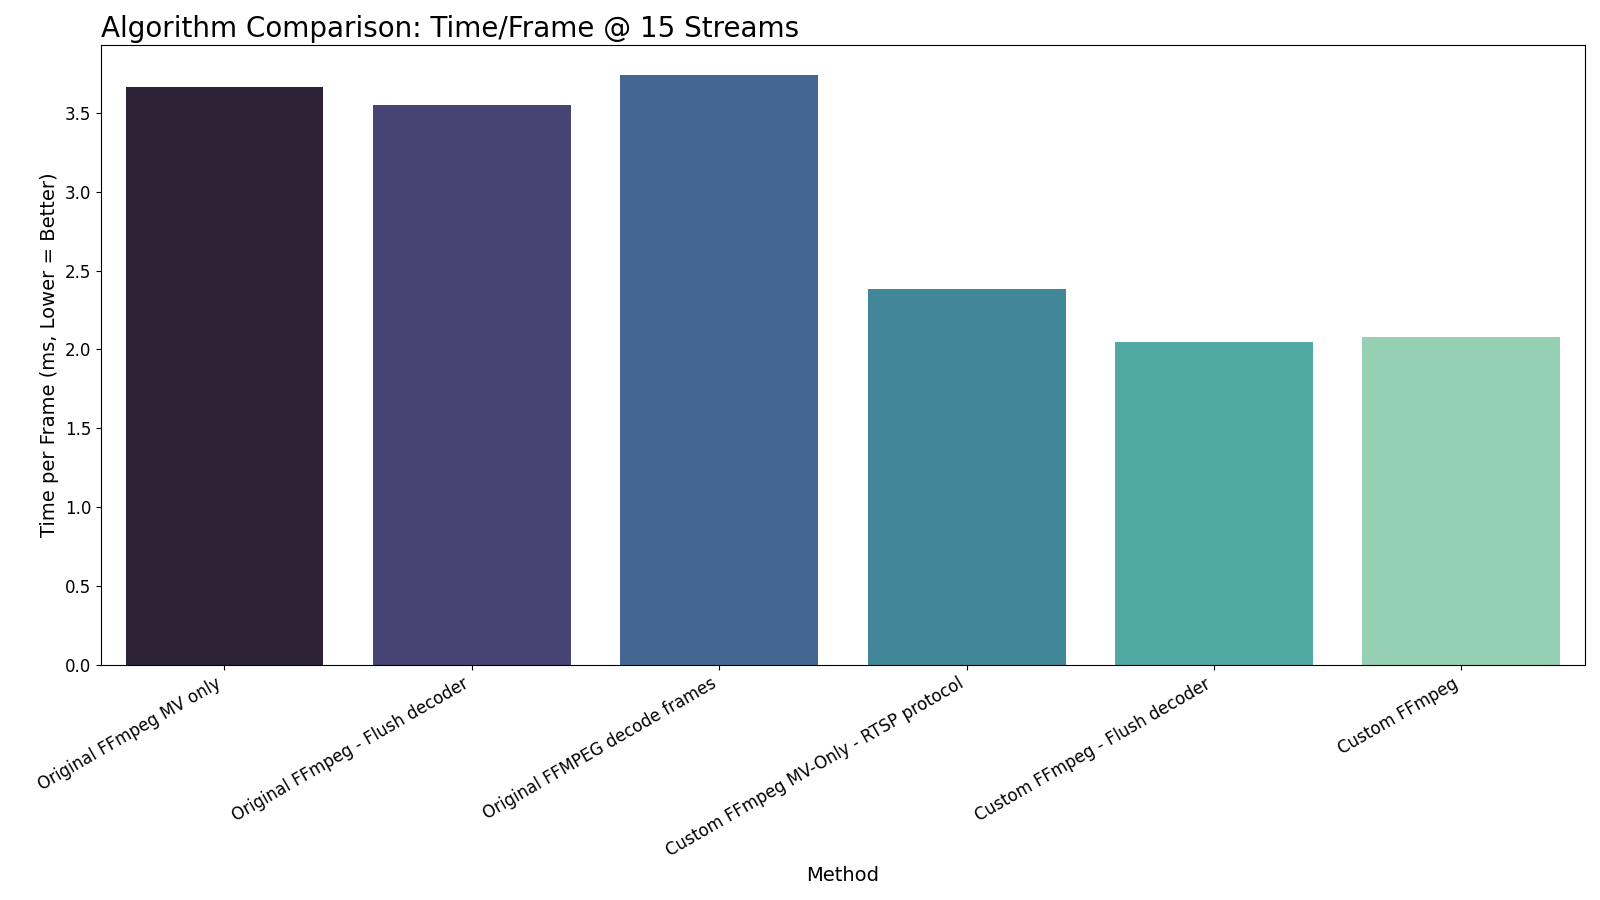 Algorithm Comparison: Time/Frame @ 15 Streams
Time per Frame (ms, Lower = Better)
3.5
3.0
2.5
2.0
1.5
1.0
0.5
0.0
Original FFmpeg MV only
Original FFmpeg - Flush decoder
Original FFMPEG decode frames
Custom FFmpeg MV-Only - RTSP protocol
Custom FFmpeg - Flush decoder
Custom FFmpeg
Method